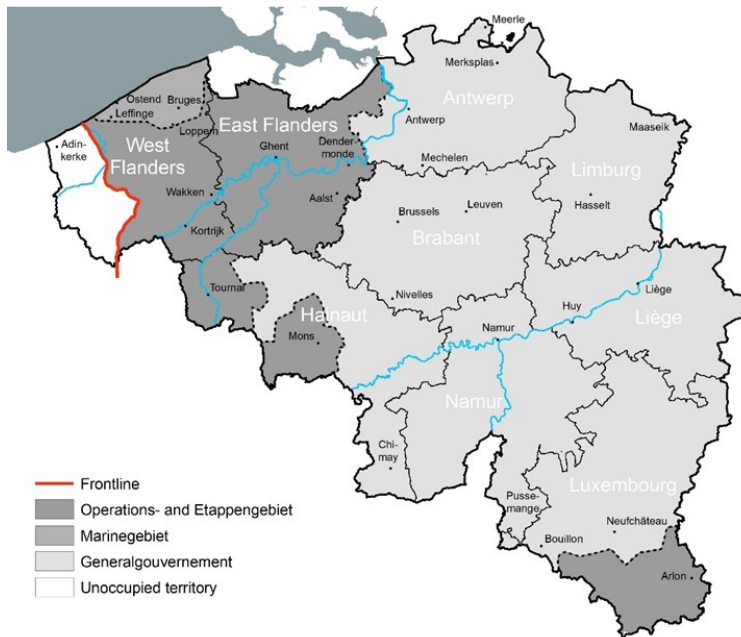 Meerle
Merksplas
Antwerp
Antwerp
Maaseik
Ostend
Bruges
Leffinge
Loppem
East Flanders
Adin-
kerke
West
Flanders
Ghent
Dender-
monde
Mechelen
Limburg
Hasselt
Wakken
Aalst
Brussels
Leuven
Brabant
Kortrijk
Tournai
Nivelles
Hainaut
Mons
Namur
Huy
Liège
Liège
Namur
Chi-
may
Pusse-
mange
Luxembourg
Neufchâteau
Bouillon
Arlon
Frontline
Operations- and Etappengebiet
Marinegebiet
Generalgouvernement
Unoccupied territory